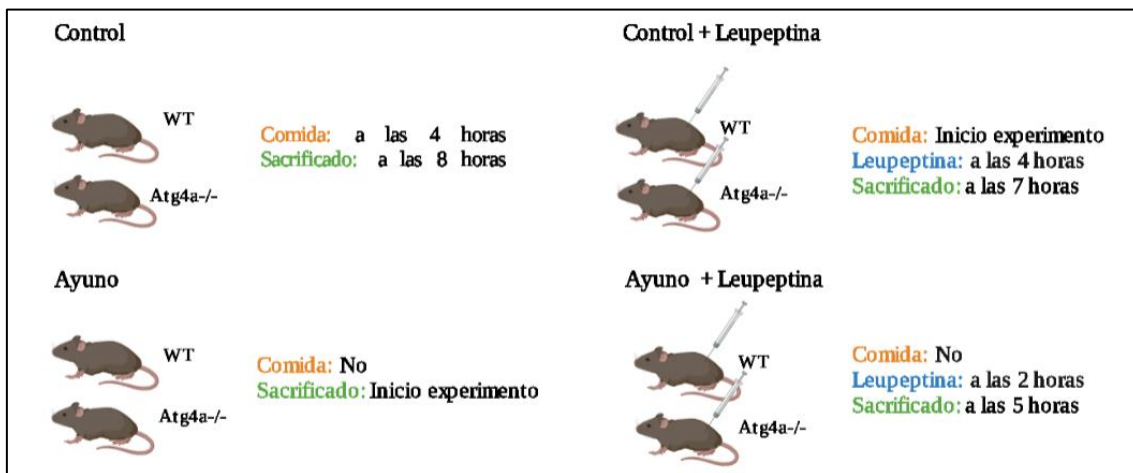 Control
WT
Atg4a-/-
Comida: a las 4 horas
Sacrificado: a las 8 horas
Control + Leupeptina
WT
Atg4a-/-
Comida: Inicio experimento
Leupeptina: a las 4 horas
Sacrificado: a las 7 horas
Ayuno
WT
Atg4a-/-
Comida: No
Sacrificado: Inicio experimento
Ayuno + Leupeptina
WT
Atg4a-/-
Comida: No
Leupeptina: a las 2 horas
Sacrificado: a las 5 horas